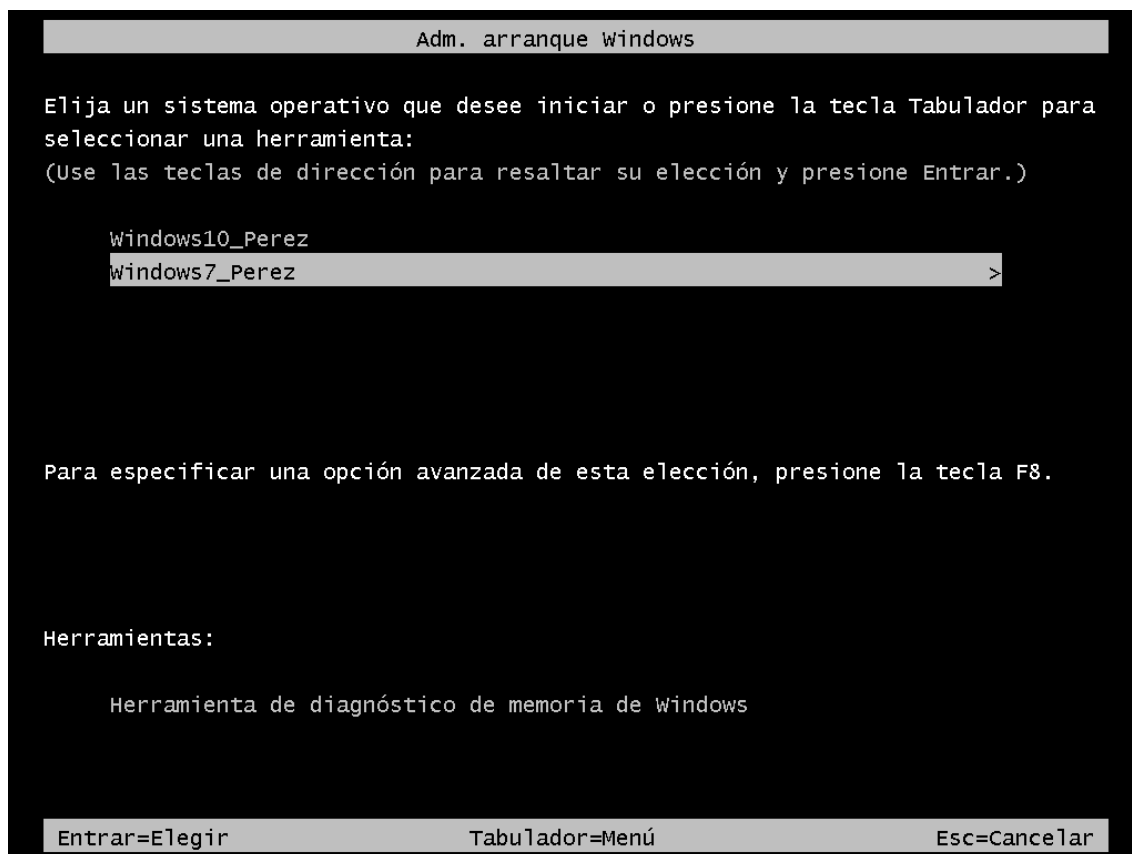 Adm. arranque Windows
Elija un sistema operativo que desee iniciar o presione la tecla Tabulador para
seleccionar una herramienta:
(Use las teclas de dirección para resaltar su elección y presione Entrar.)
Windows10_Perez
Windows7_Perez >
Para especificar una opción avanzada de esta elección, presione la tecla F8.
Herramientas:
Herramienta de diagnóstico de memoria de Windows
Entrar=Elegir Tabulador=Menú Esc=Cancelar